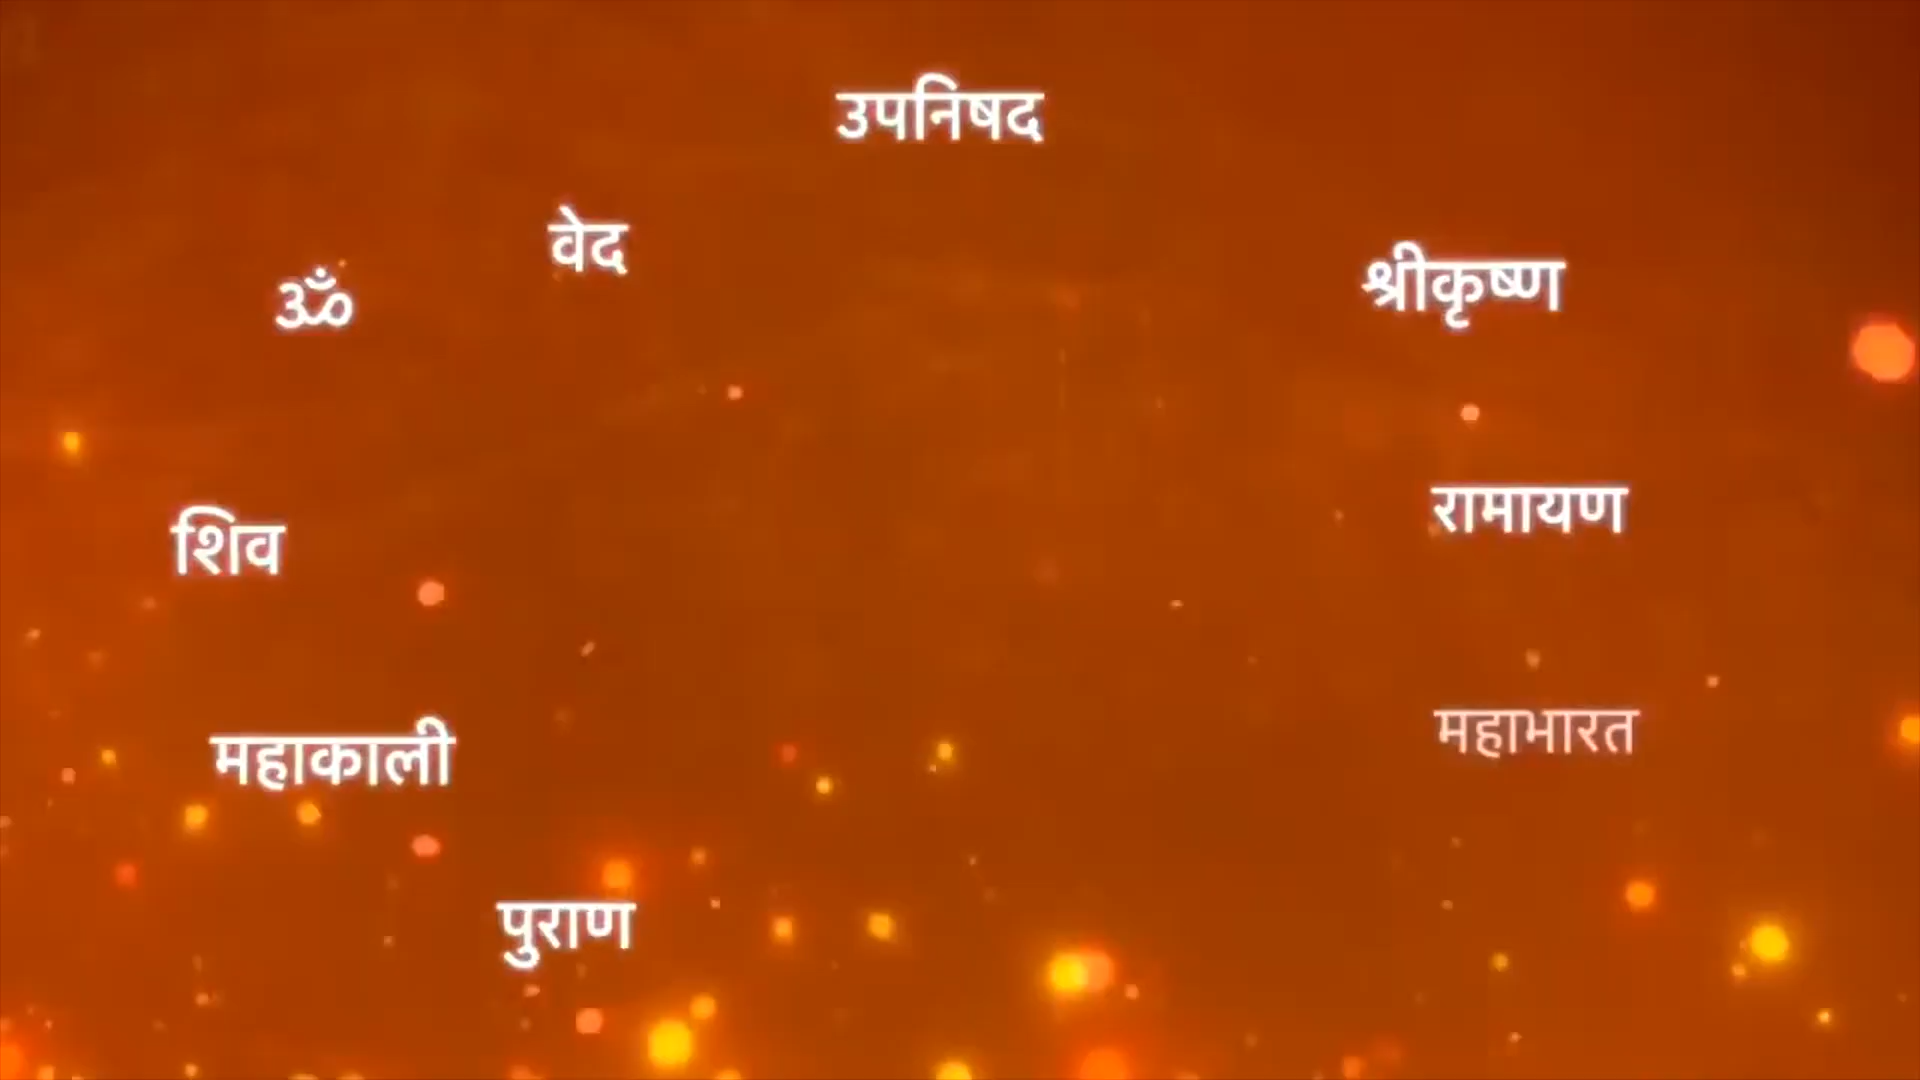 उपनिषद
वेद
श्रीकृष्ण
ॐ
रामायण
शिव
महाभारत
महाकाली
पुराण